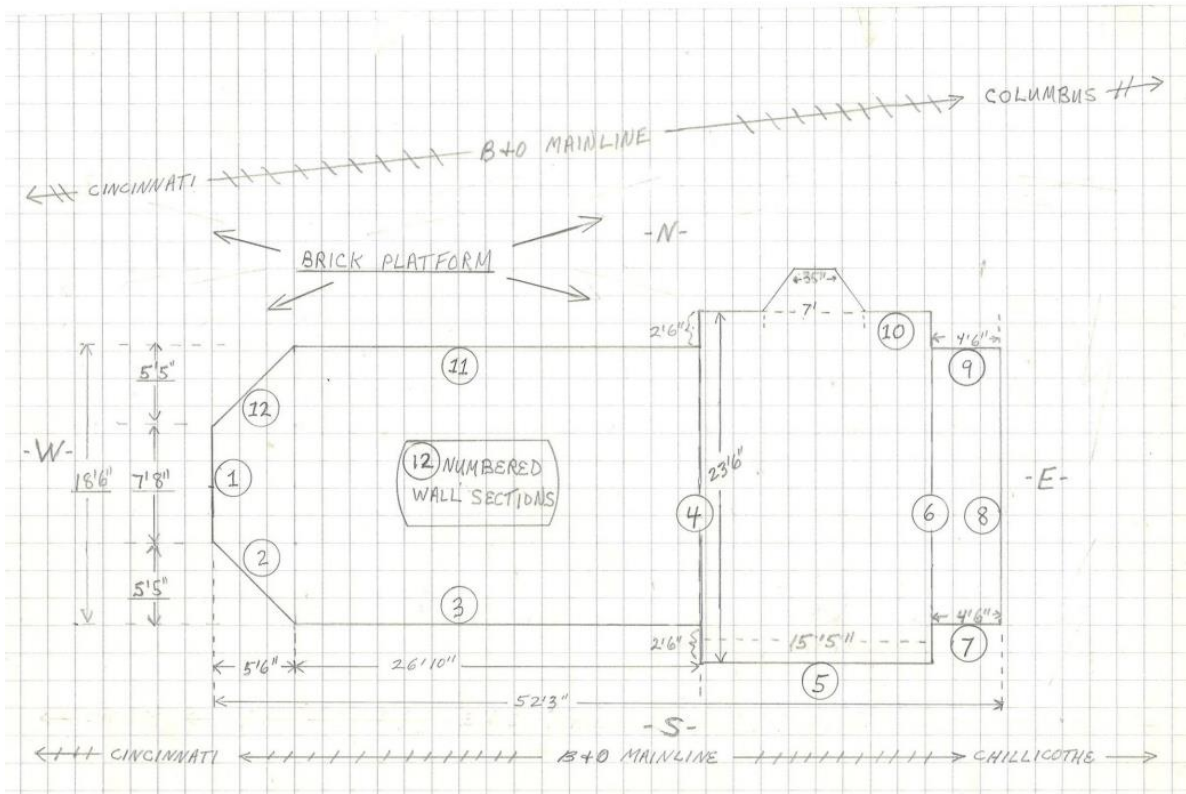 COLUMBUS
B+O MAINLINE
CINCINNATI
-N-
BRICK PLATFORM
35"
7'
2'6"
10
4'6"
9
5'5"
11
12
-W-
18'6"
7'8"
1
12 NUMBERED
WALL SECTIONS
23'6"
4
6
8
-E-
2
5'5"
3
2'6"
15'5"
4'6"
7
5'6"
26'10"
5
52'3"
-S-
CINCINNATI B+O MAINLINE CHILLICOTHE